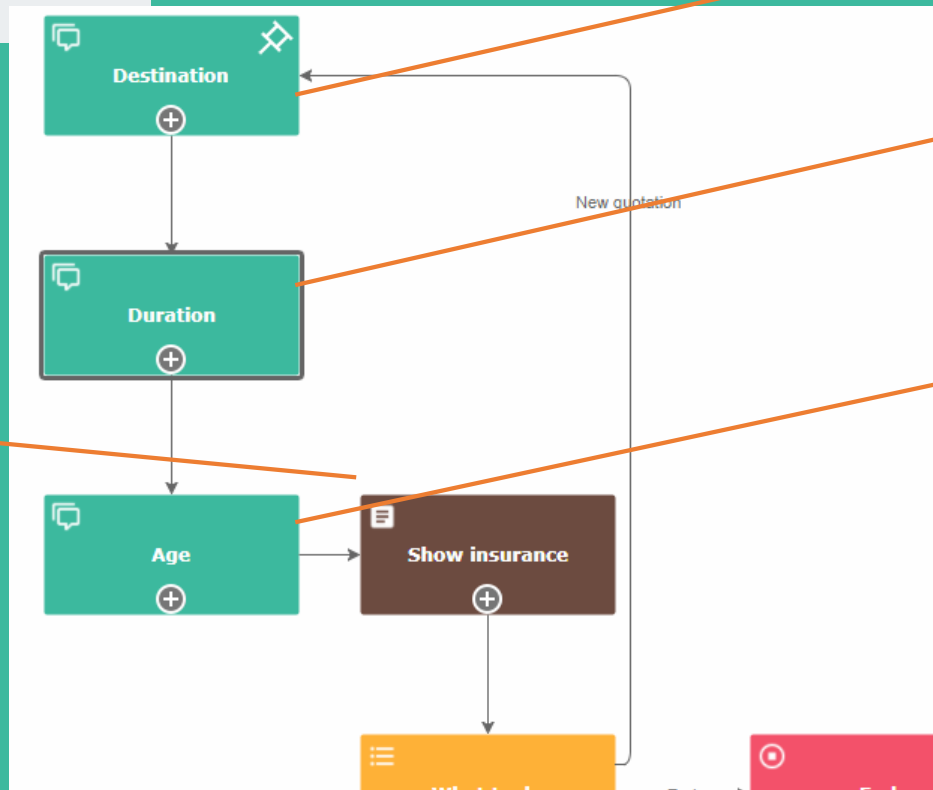 Destination
New quotation
Duration
Age
Show insurance